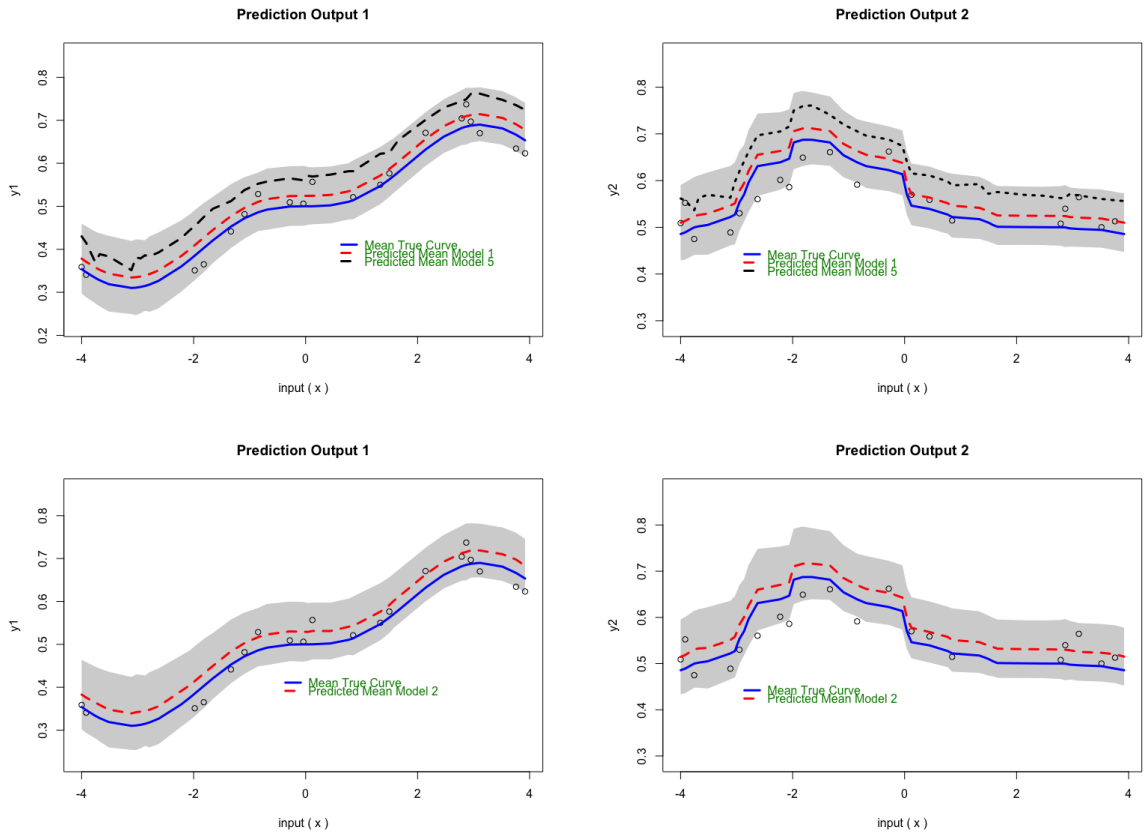 Prediction Output 1
y1
0.8
0.7
0.6
0.5
0.4
0.3
0.2
Mean True Curve
Predicted Mean Model 1
Predicted Mean Model 5
-4 -2 0 2 4
input ( x )
Prediction Output 2
y2
0.8
0.7
0.6
0.5
0.4
0.3
Mean True Curve
Predicted Mean Model 1
Predicted Mean Model 5
-4 -2 0 2 4
input ( x )
Prediction Output 1
y1
0.8
0.7
0.6
0.5
0.4
0.3
Mean True Curve
Predicted Mean Model 2
-4 -2 0 2 4
input ( x )
Prediction Output 2
y2
0.8
0.7
0.6
0.5
0.4
0.3
Mean True Curve
Predicted Mean Model 2
-4 -2 0 2 4
input ( x )